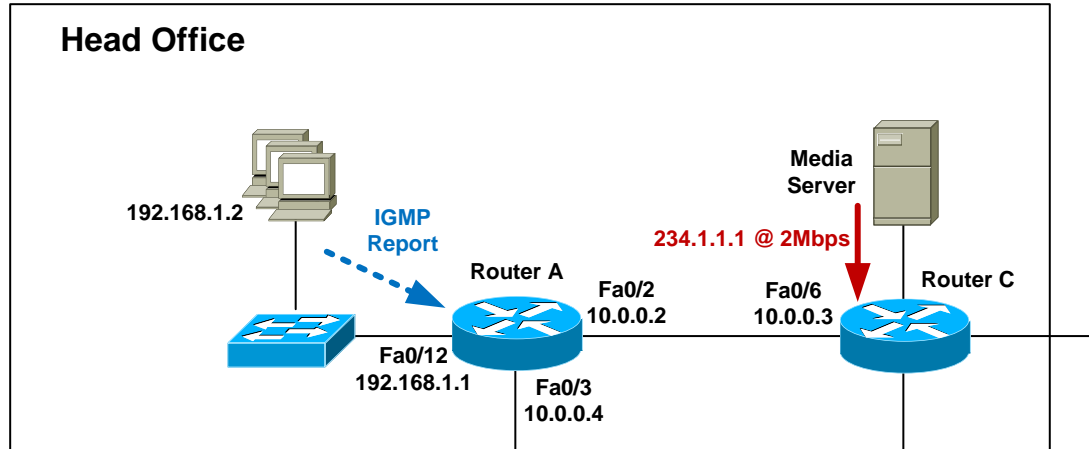 Head Office
Media
Server
192.168.1.2
IGMP
Report
234.1.1.1 @ 2Mbps
Router A
Router C
Fa0/2
10.0.0.2
Fa0/6
10.0.0.3
Fa0/12
192.168.1.1
Fa0/3
10.0.0.4